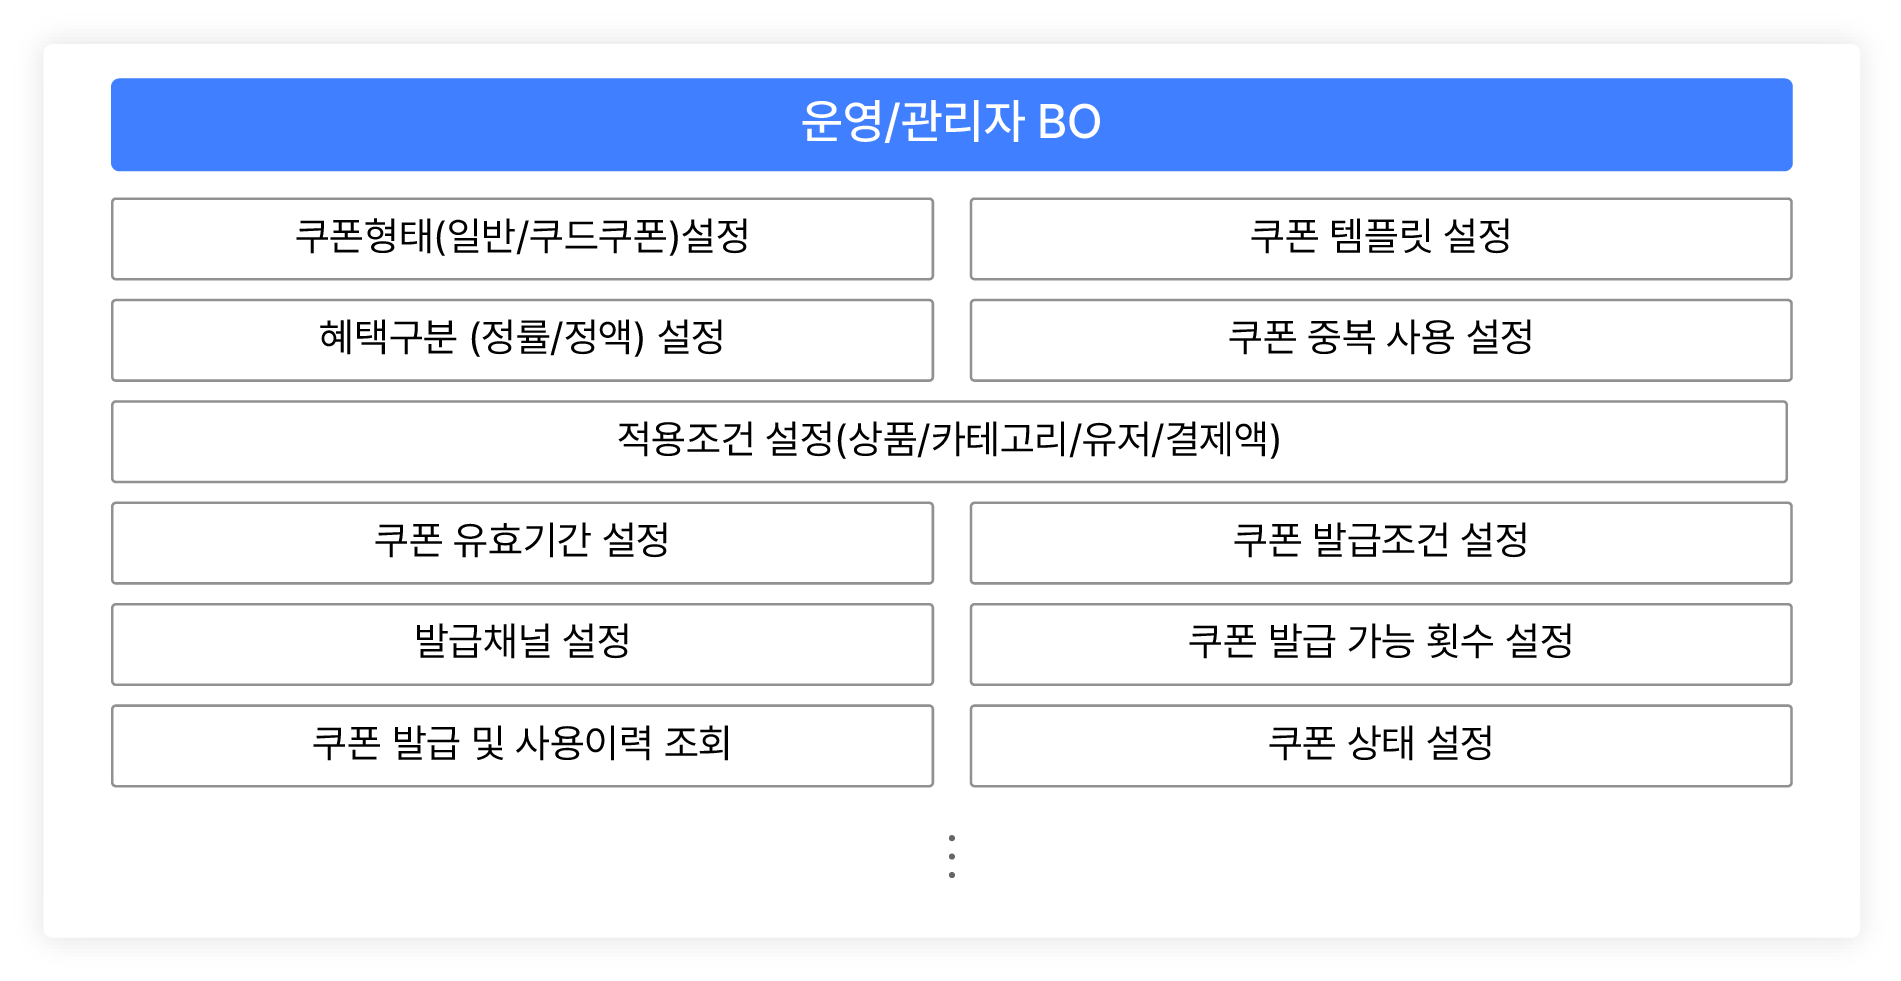 운영/관리자 BO
쿠폰형태(일반/쿠드쿠폰)설정
쿠폰 템플릿 설정
혜택구분 (정률/정액) 설정
쿠폰 중복 사용 설정
적용조건 설정(상품/카테고리/유저/결제액)
쿠폰 유효기간 설정
쿠폰 발급조건 설정
발급채널 설정
쿠폰 발급 가능 횟수 설정
쿠폰 발급 및 사용이력 조회
쿠폰 상태 설정